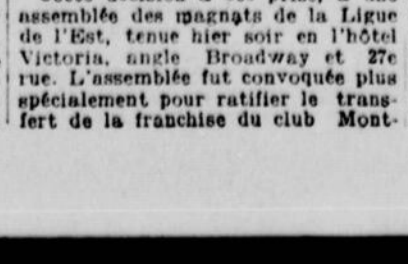 assemblée des magnats de la Ligue
de l'Est, tenue hier soir en l'hôtel
Victoria, angle Broadway et 27e
rue. L'assemblée fut convoquée plus
spécialement pour ratifier le trans-
fert de la franchise du club Mont-